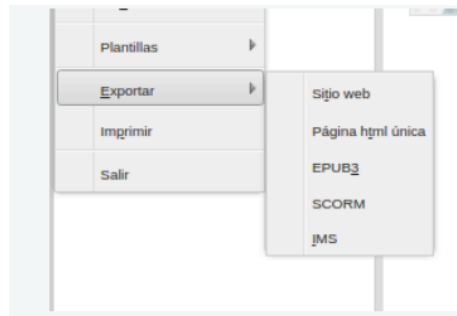 Plantillas
Exportar
Imprimir
Salir
Sitio web
Página html única
EPUB3
SCORM
IMS